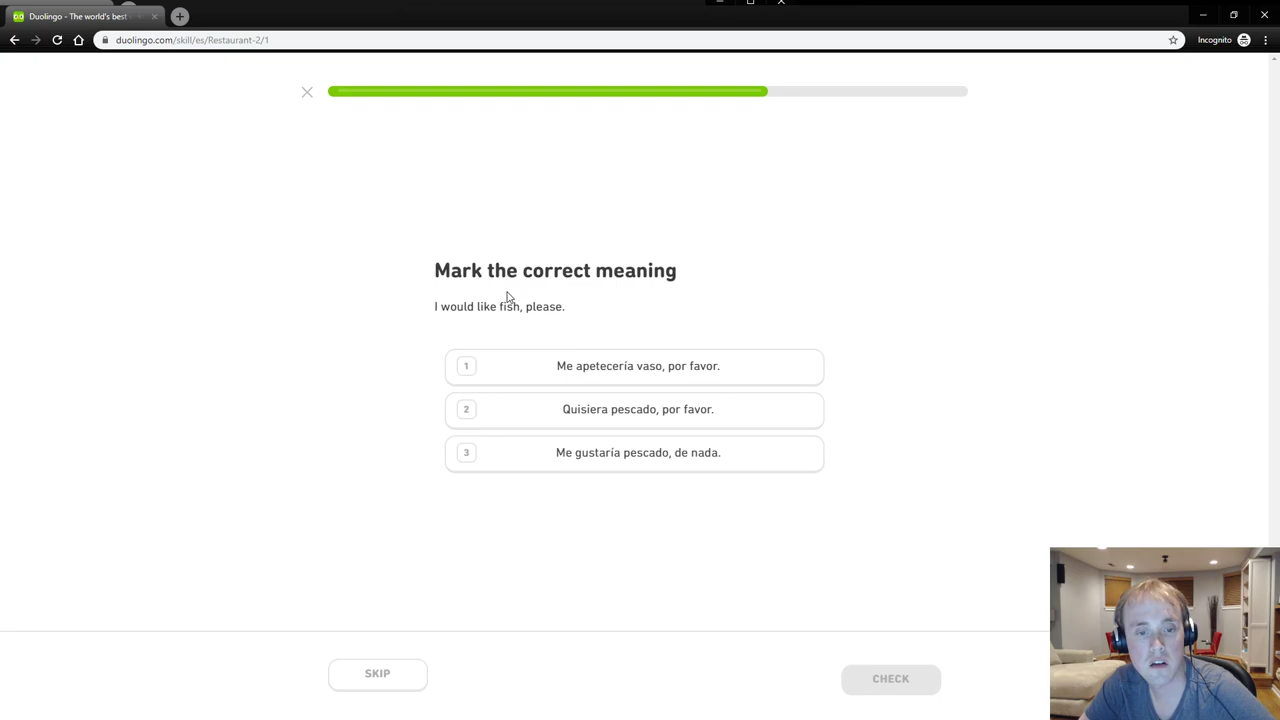 Duolingo - The world's best
duolingo.com/skill/es/Restaurant-2/1
Incognito
Mark the correct meaning
I would like fish, please.
1 Me apetecería vaso, por favor.
2 Quisiera pescado, por favor.
3 Me gustaría pescado, de nada.
SKIP
CHECK